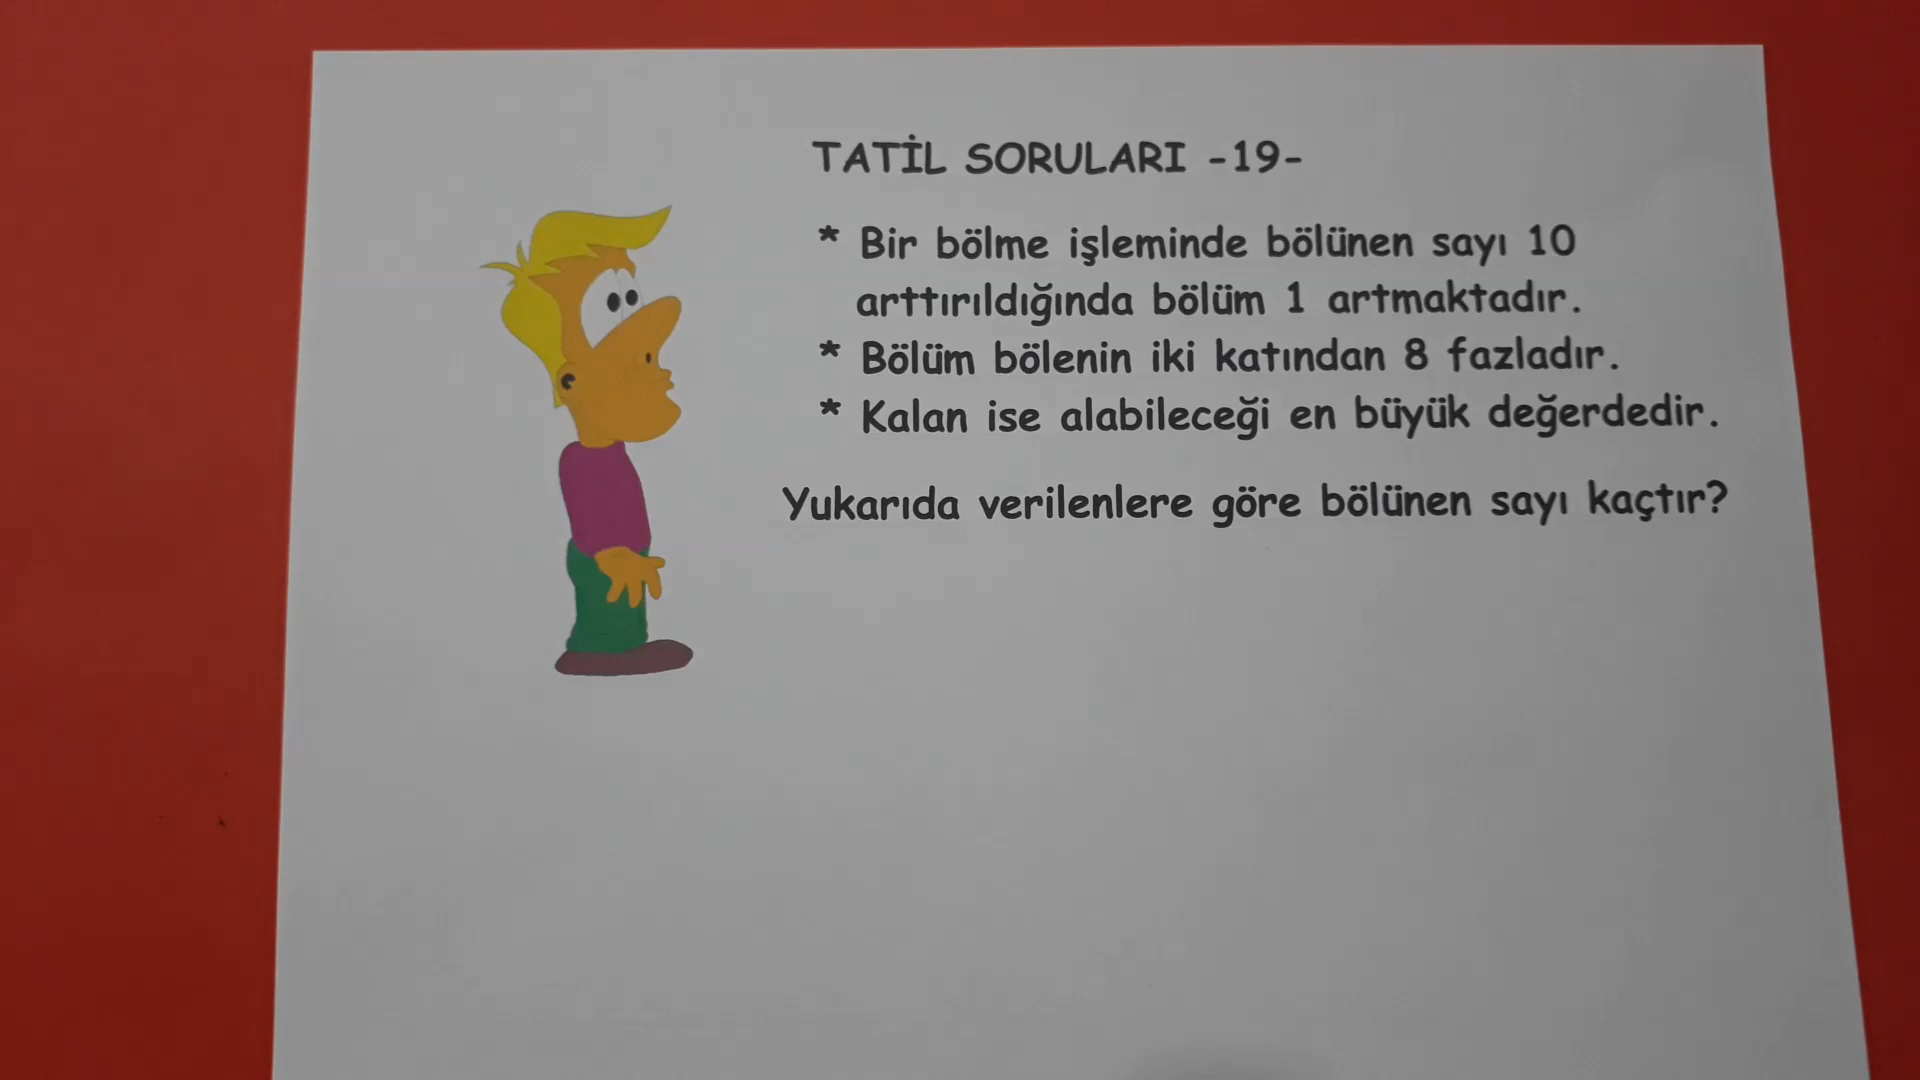 TATİL SORULARI -19-
* Bir bölme işleminde bölünen sayı 10
arttırıldığında bölüm 1 artmaktadır.
* Bölüm bölenin iki katından 8 fazladır.
* Kalan ise alabileceği en büyük değerdedir.
Yukarıda verilenlere göre bölünen sayı kaçtır?